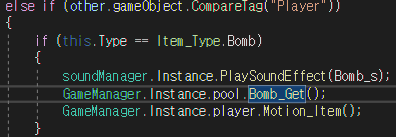 else if (other.gameObject.CompareTag("Player"))
{
if (this.Type == Item_Type.Bomb)
{
soundManager.Instance.PlaySoundEffect(Bomb_s);
GameManager.Instance.pool.Bomb_Get();
GameManager.Instance.player.Motion_Item();
}